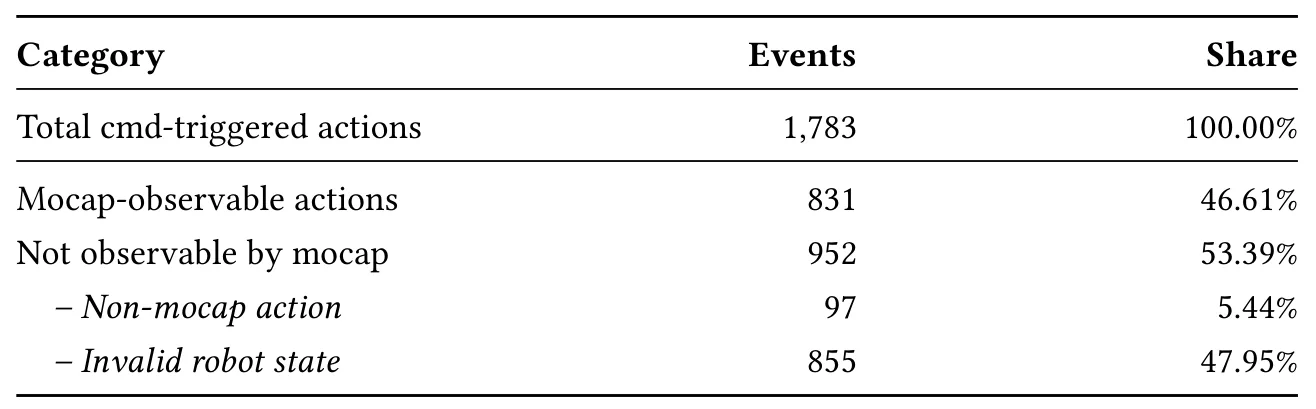 Category Events Share
Total cmd-triggered actions 1,783 100.00%
Mocap-observable actions 831 46.61%
Not observable by mocap 952 53.39%
– Non-mocap action 97 5.44%
– Invalid robot state 855 47.95%